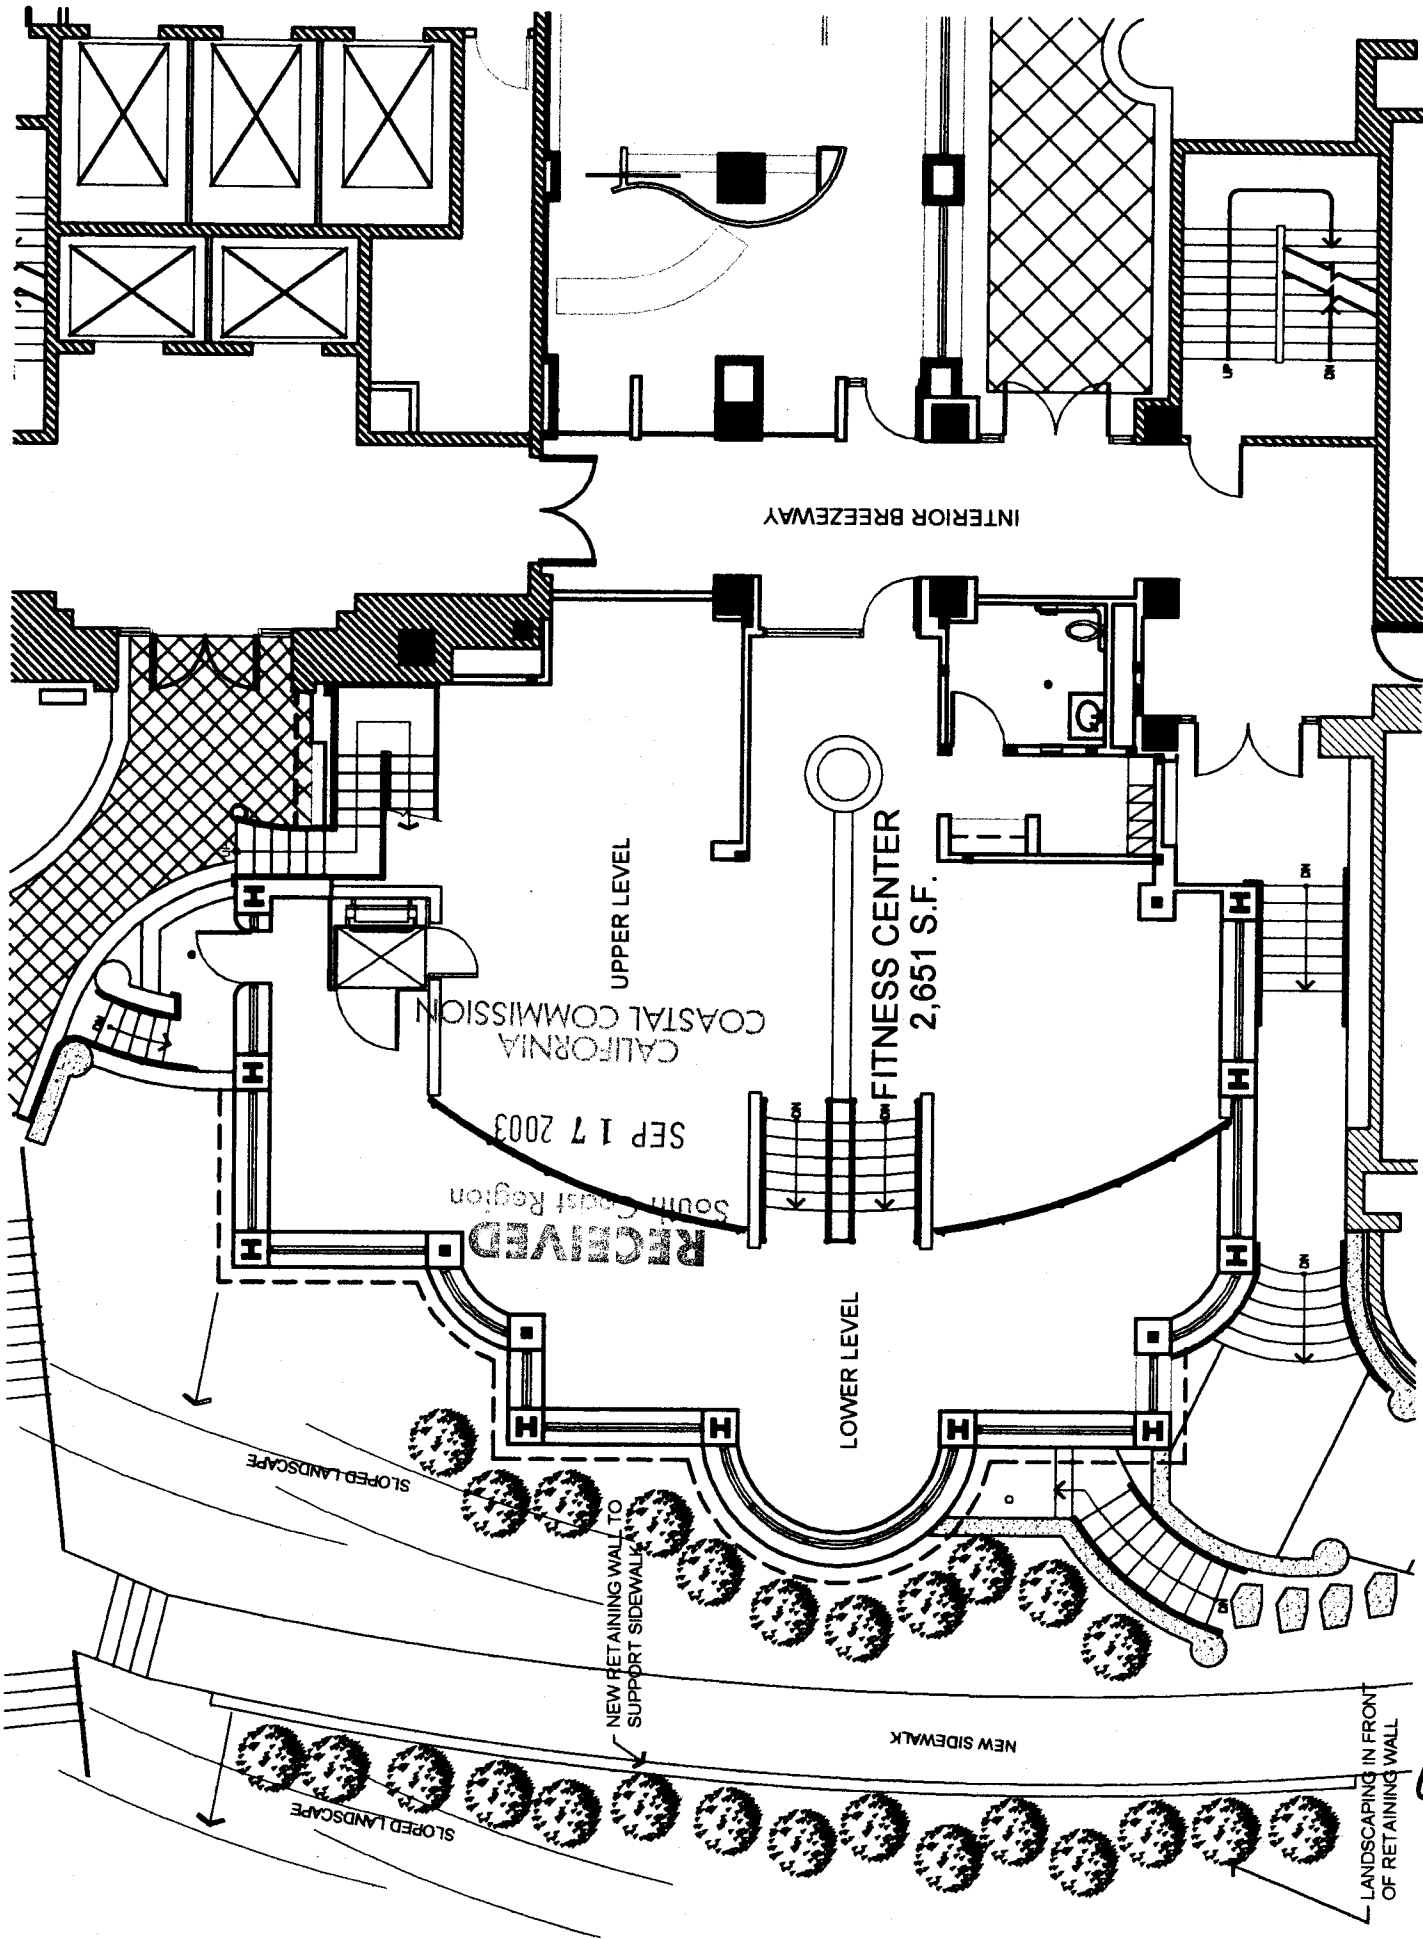 UP
DN
INTERIOR BREEZEWAY
UPPER LEVEL
FITNESS CENTER
2,651 S.F.
DN
DN
CALIFORNIA
COASTAL COMMISSION
SEP 17 2003
South Coast Region
RECEIVED
DN
DN
DN
LOWER LEVEL
SLOPED LANDSCAPE
NEW RETAINING WALL TO
SUPPORT SIDEWALK
DN
NEW SIDEWALK
SLOPED LANDSCAPE
LANDSCAPING IN FRONT
OF RETAINING WALL